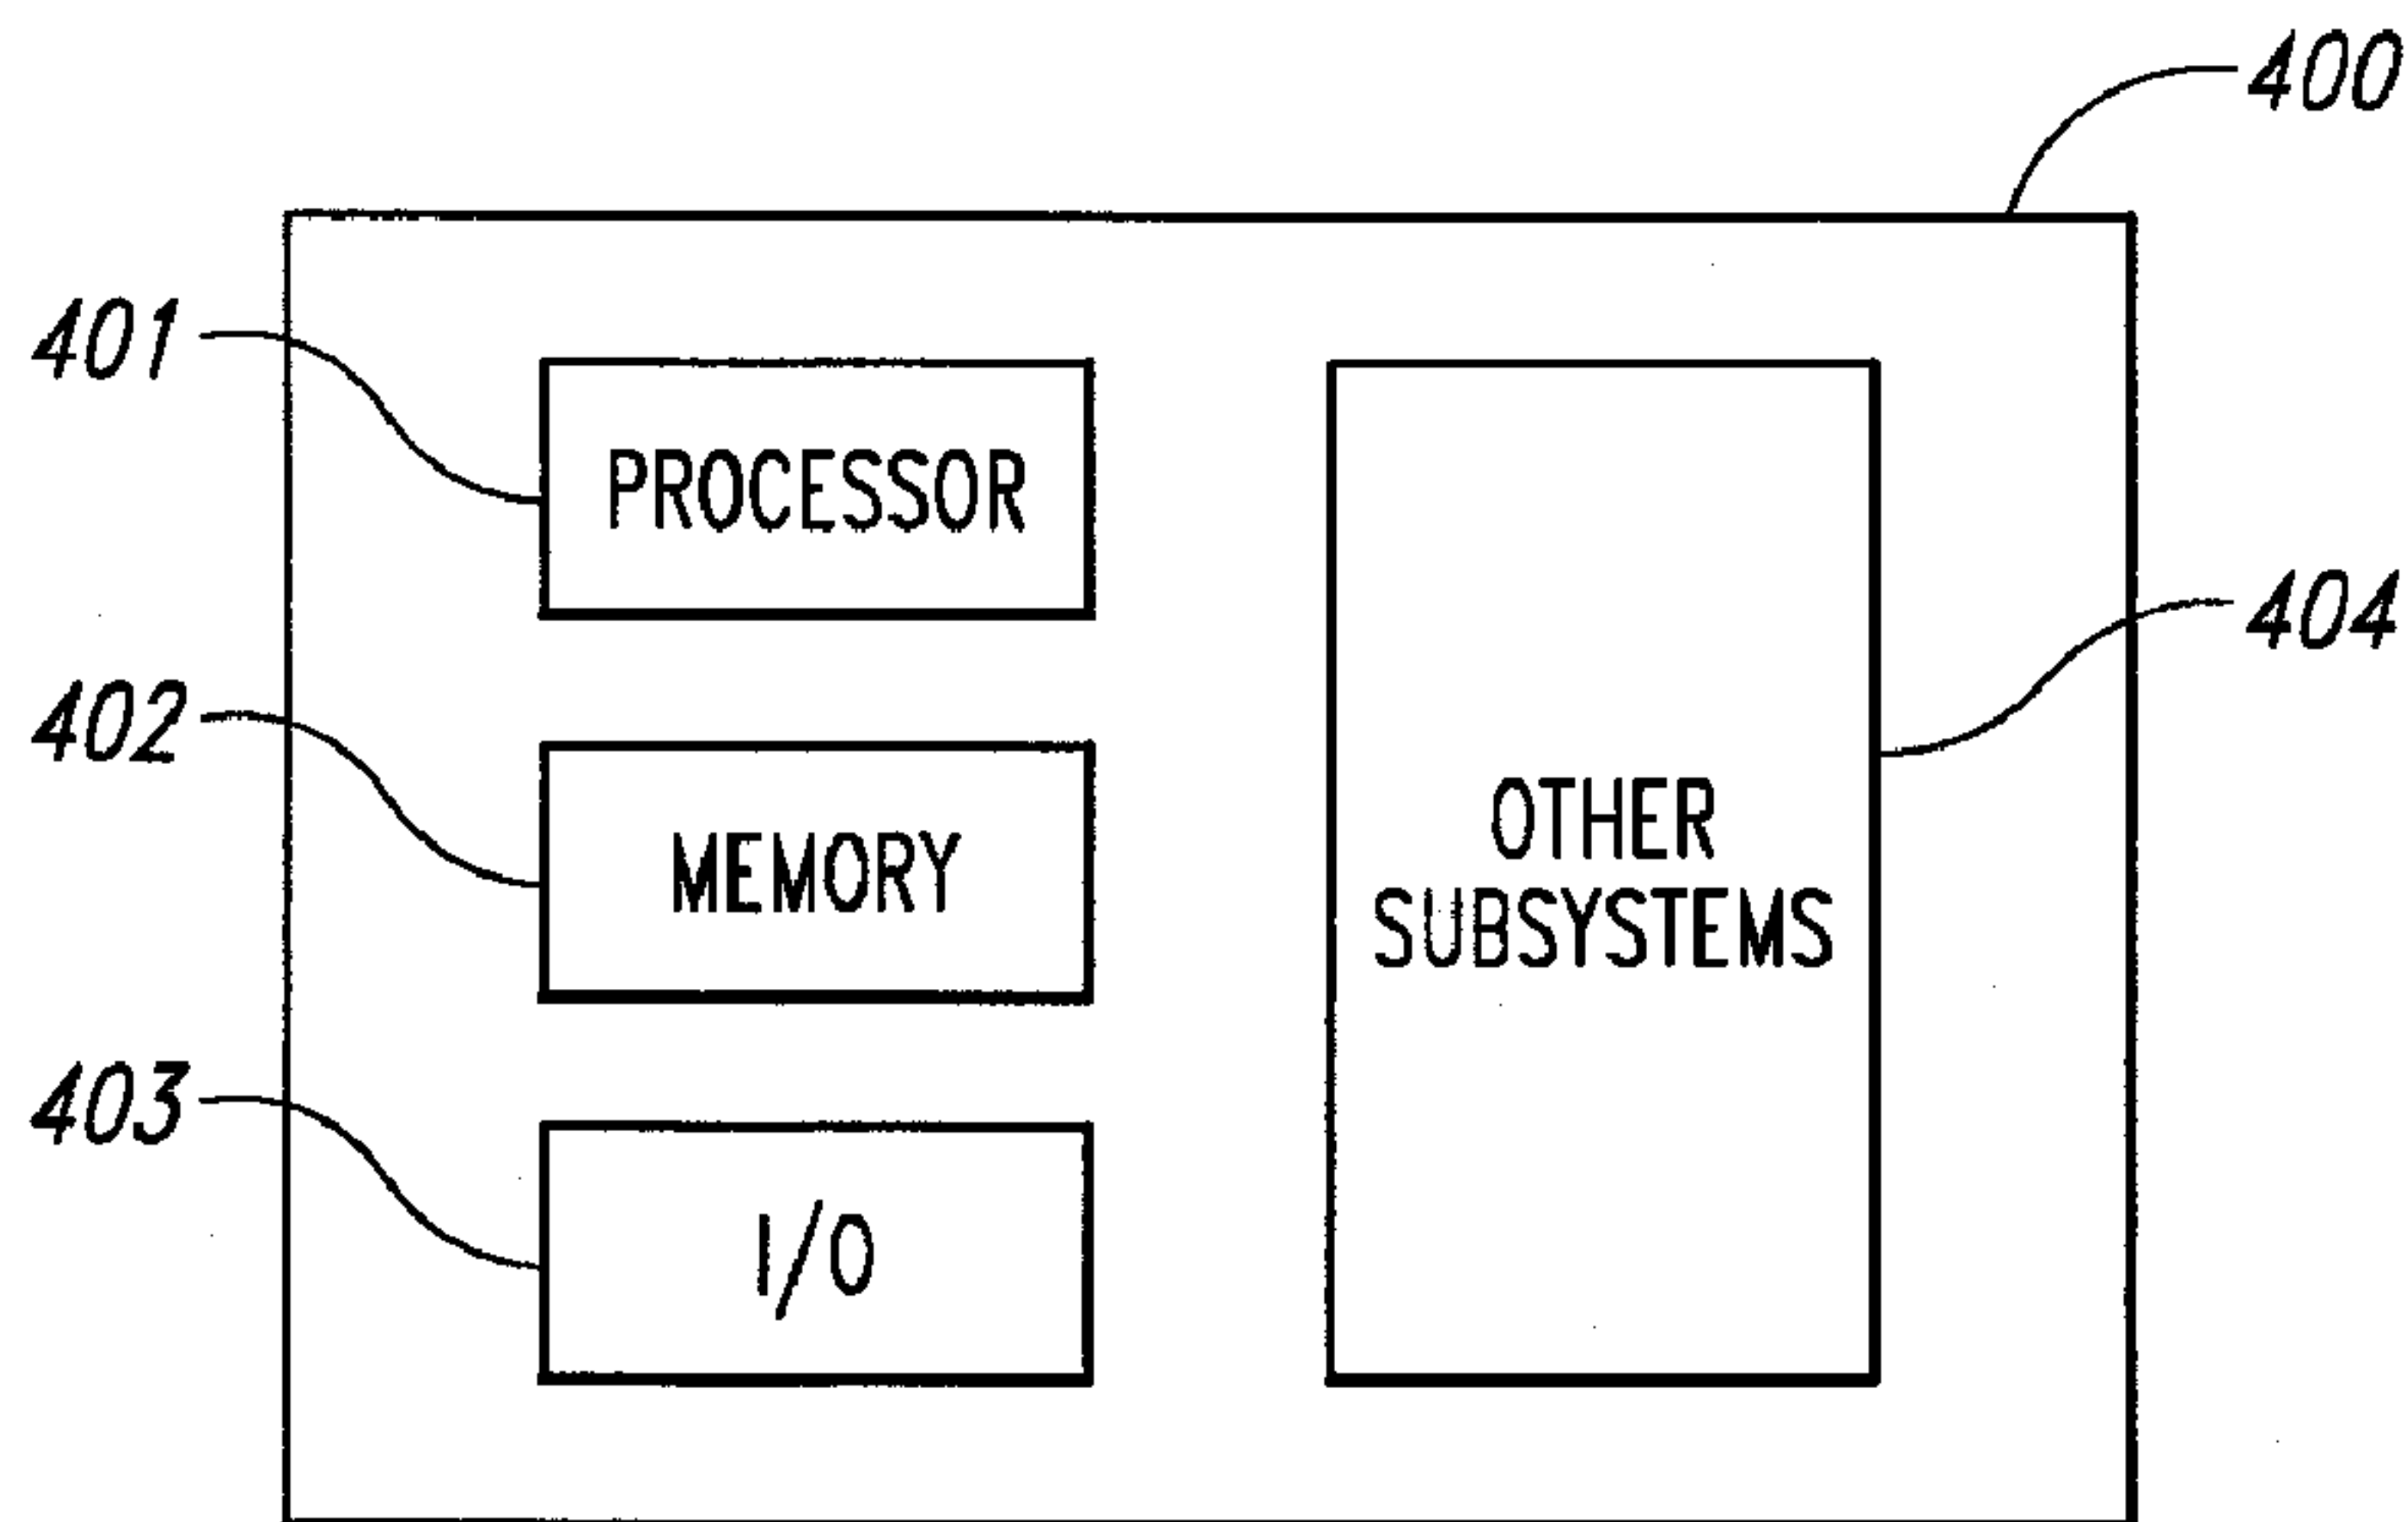 400
401
PROCESSOR
404
402
OTHER
MEMORY
SUBSYSTEMS
403
I/O